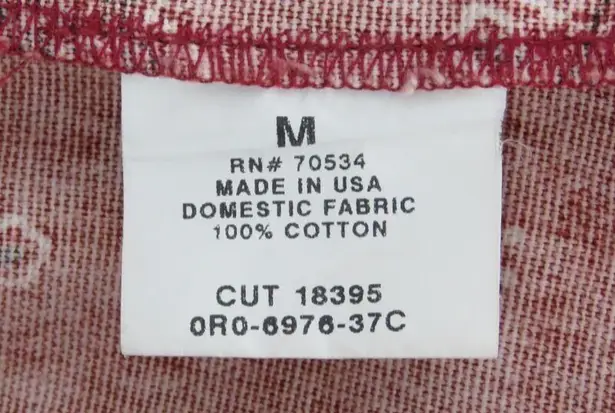 M
RN# 70534
MADE IN USA
DOMESTIC FABRIC
100% COTTON
CUT 18395
0R0-6976-37C